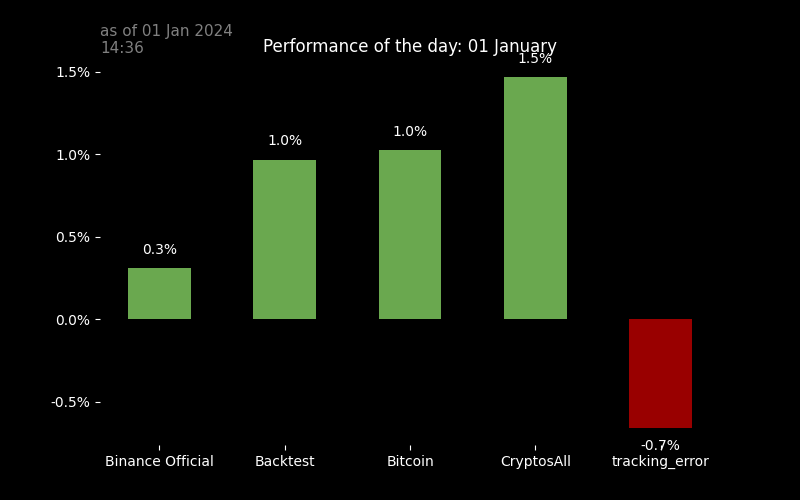 as of 01 Jan 2024
14:36
Performance of the day: 01 January
1.5%
1.5%
1.0%
1.0%
1.0%
0.5%
0.3%
0.0%
-0.5%
-0.7%
Binance Official
Backtest
Bitcoin
CryptosAll
tracking_error